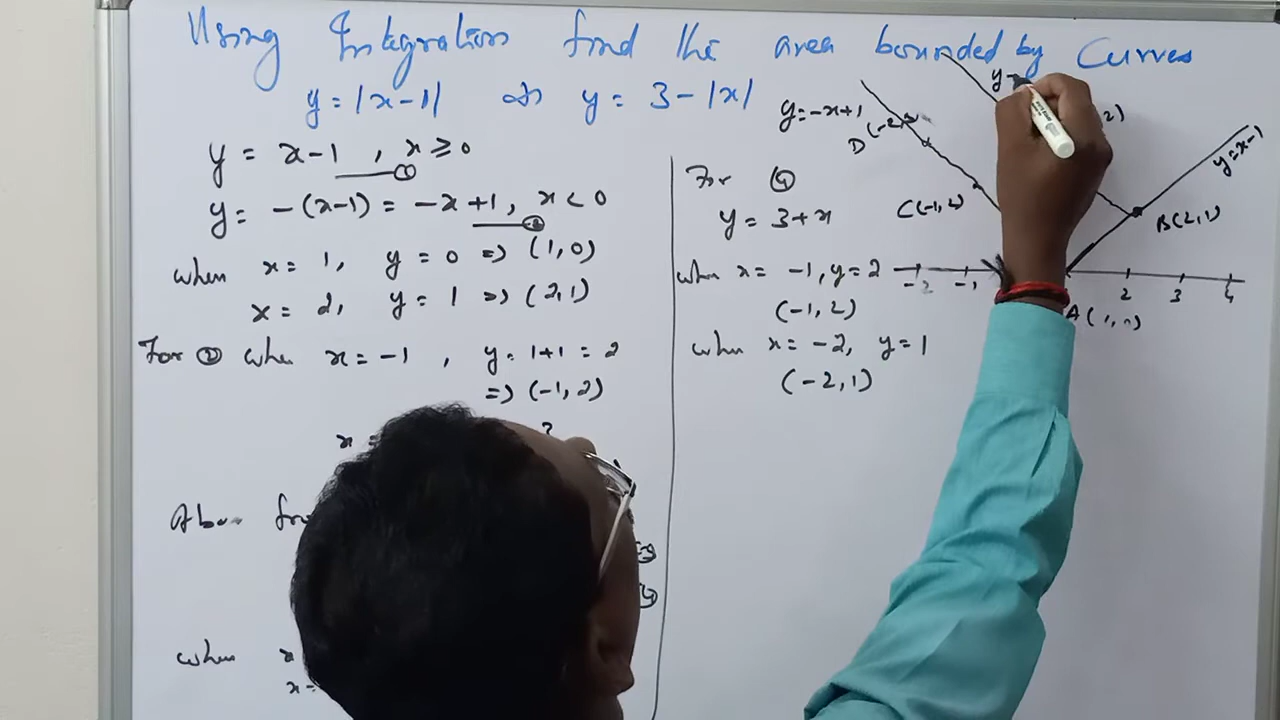 Using Integration find the area bounded by Curves
y = |x-1| and y = 3-|x|
y = x-1 , x ≥ 0
①
y = -(x-1) = -x+1, x < 0
②
when x = 1, y = 0 ⇒ (1,0)
x = 2, y = 1 ⇒ (2,1)
For ② when x = -1 , y = 1+1 = 2
⇒ (-1, 2)
x =
when x
x =
For ④
y = 3+x
when x = -1, y = 2
(-1, 2)
when x = -2, y = 1
(-2, 1)
y = -x+1
y =
y = x-1
C(-1, 2)
B(2,1)
-2 -1 2 3 4